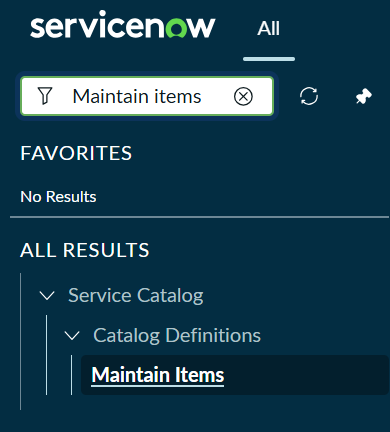 servicenow
All
Maintain items
FAVORITES
No Results
ALL RESULTS
Service Catalog
Catalog Definitions
Maintain Items